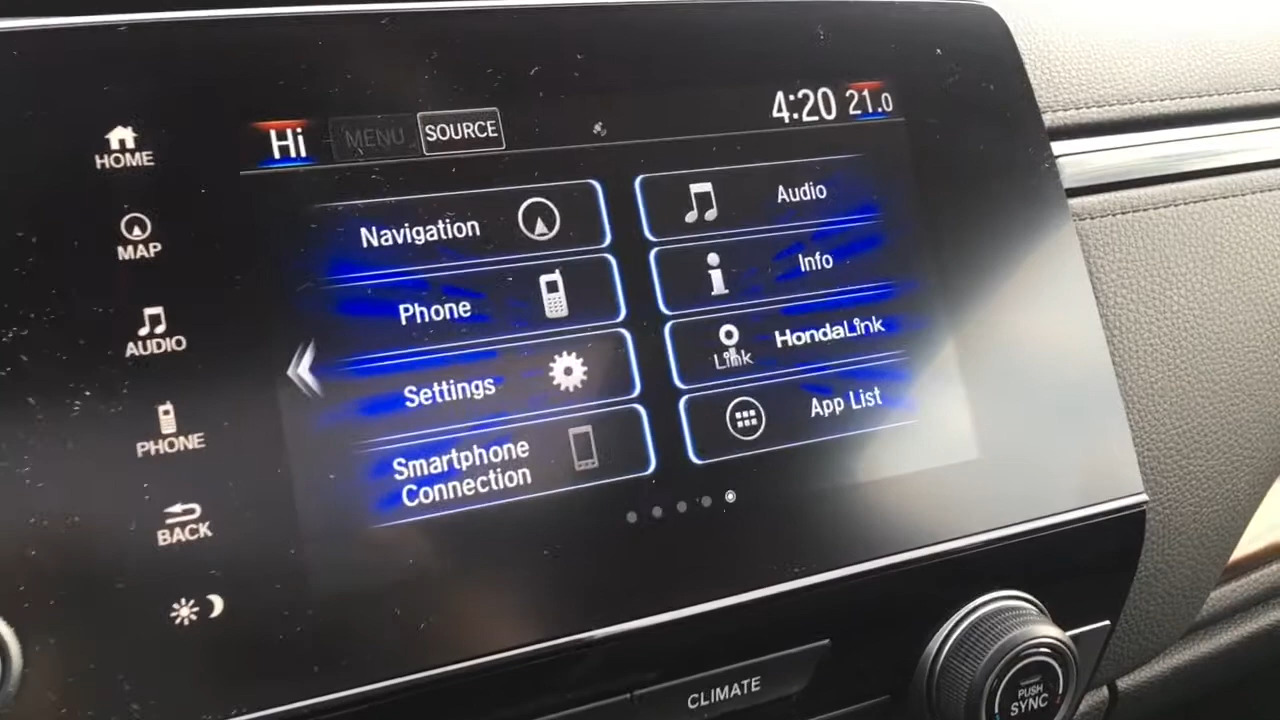 HOME
MAP
AUDIO
PHONE
BACK
Hi
MENU
SOURCE
4:20
21.0
Navigation
Audio
Phone
Info
Settings
Link
HondaLink
Smartphone
Connection
App List
CLIMATE
PUSH
SYNC